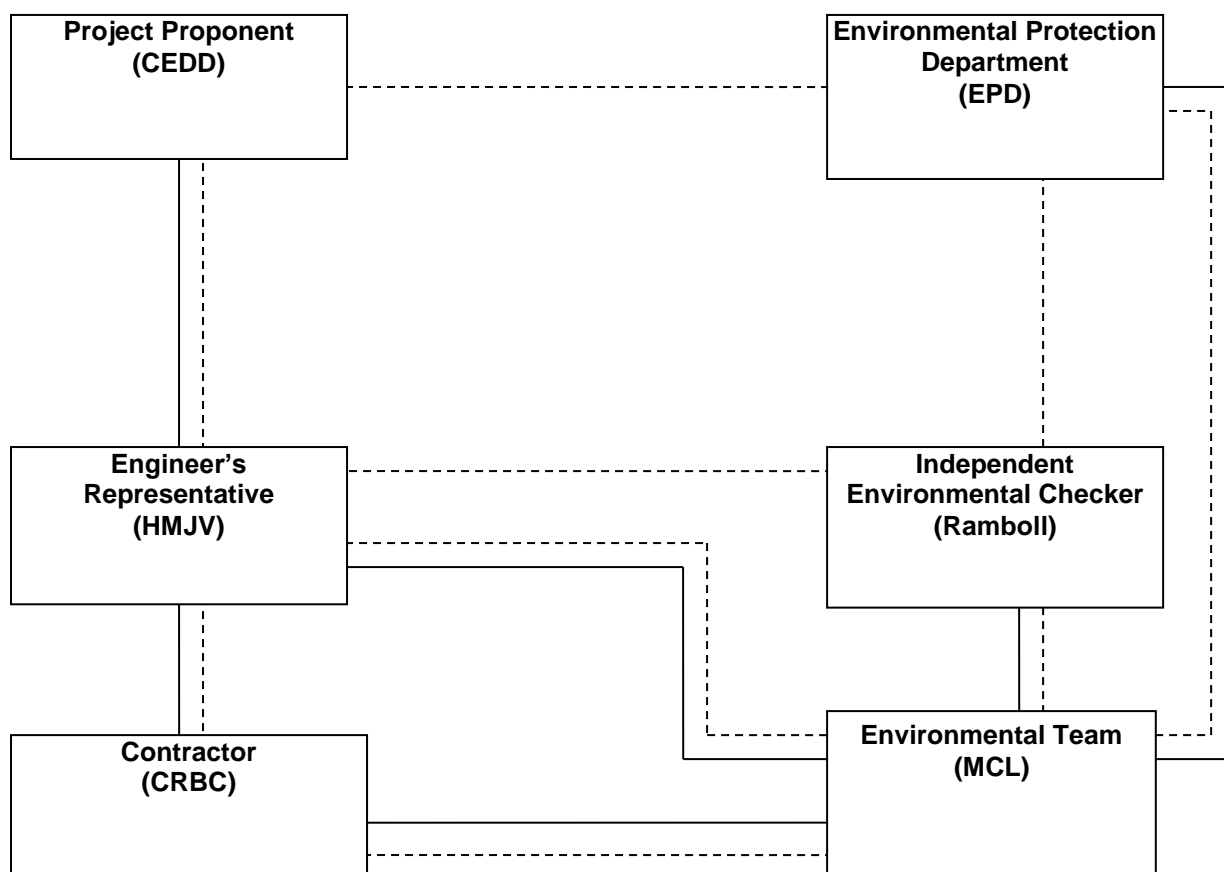 Project Proponent
(CEDD)
Environmental Protection
Department
(EPD)
Engineer’s
Representative
(HMJV)
Independent
Environmental Checker
(Ramboll)
Contractor
(CRBC)
Environmental Team
(MCL)